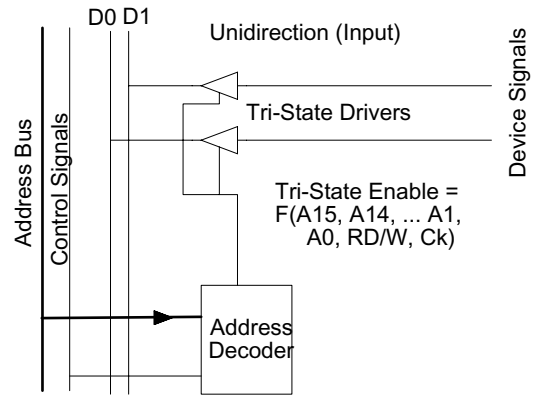 D0 D1
Unidirection (Input)
Tri-State Drivers
Device Signals
Address Bus
Control Signals
Tri-State Enable =
F(A15, A14, ... A1,
A0, RD/W, Ck)
Address
Decoder